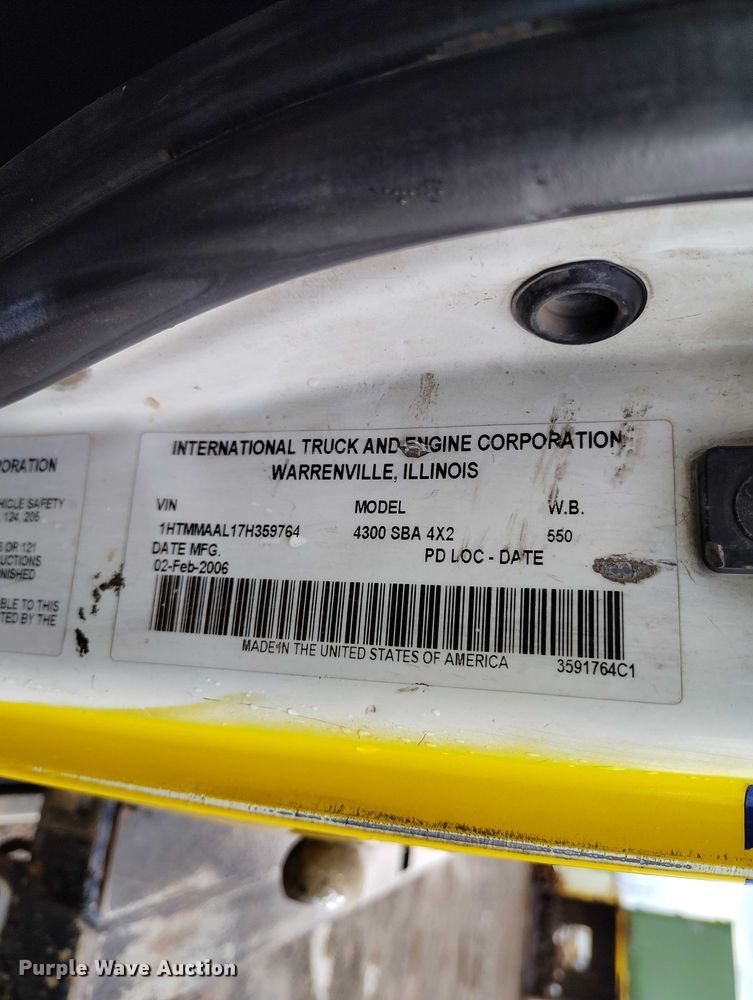 PORATION
VEHICLE SAFETY
124, 206
S OR 121
UCTIONS
NISHED
BLE TO THIS
TED BY THE
INTERNATIONAL TRUCK AND ENGINE CORPORATION
WARRENVILLE, ILLINOIS
VIN MODEL W.B.
1HTMMAAL17H359764 4300 SBA 4X2 550
DATE MFG. PD LOC - DATE
02-Feb-2006
MADE IN THE UNITED STATES OF AMERICA 3591764C1
Purple Wave Auction